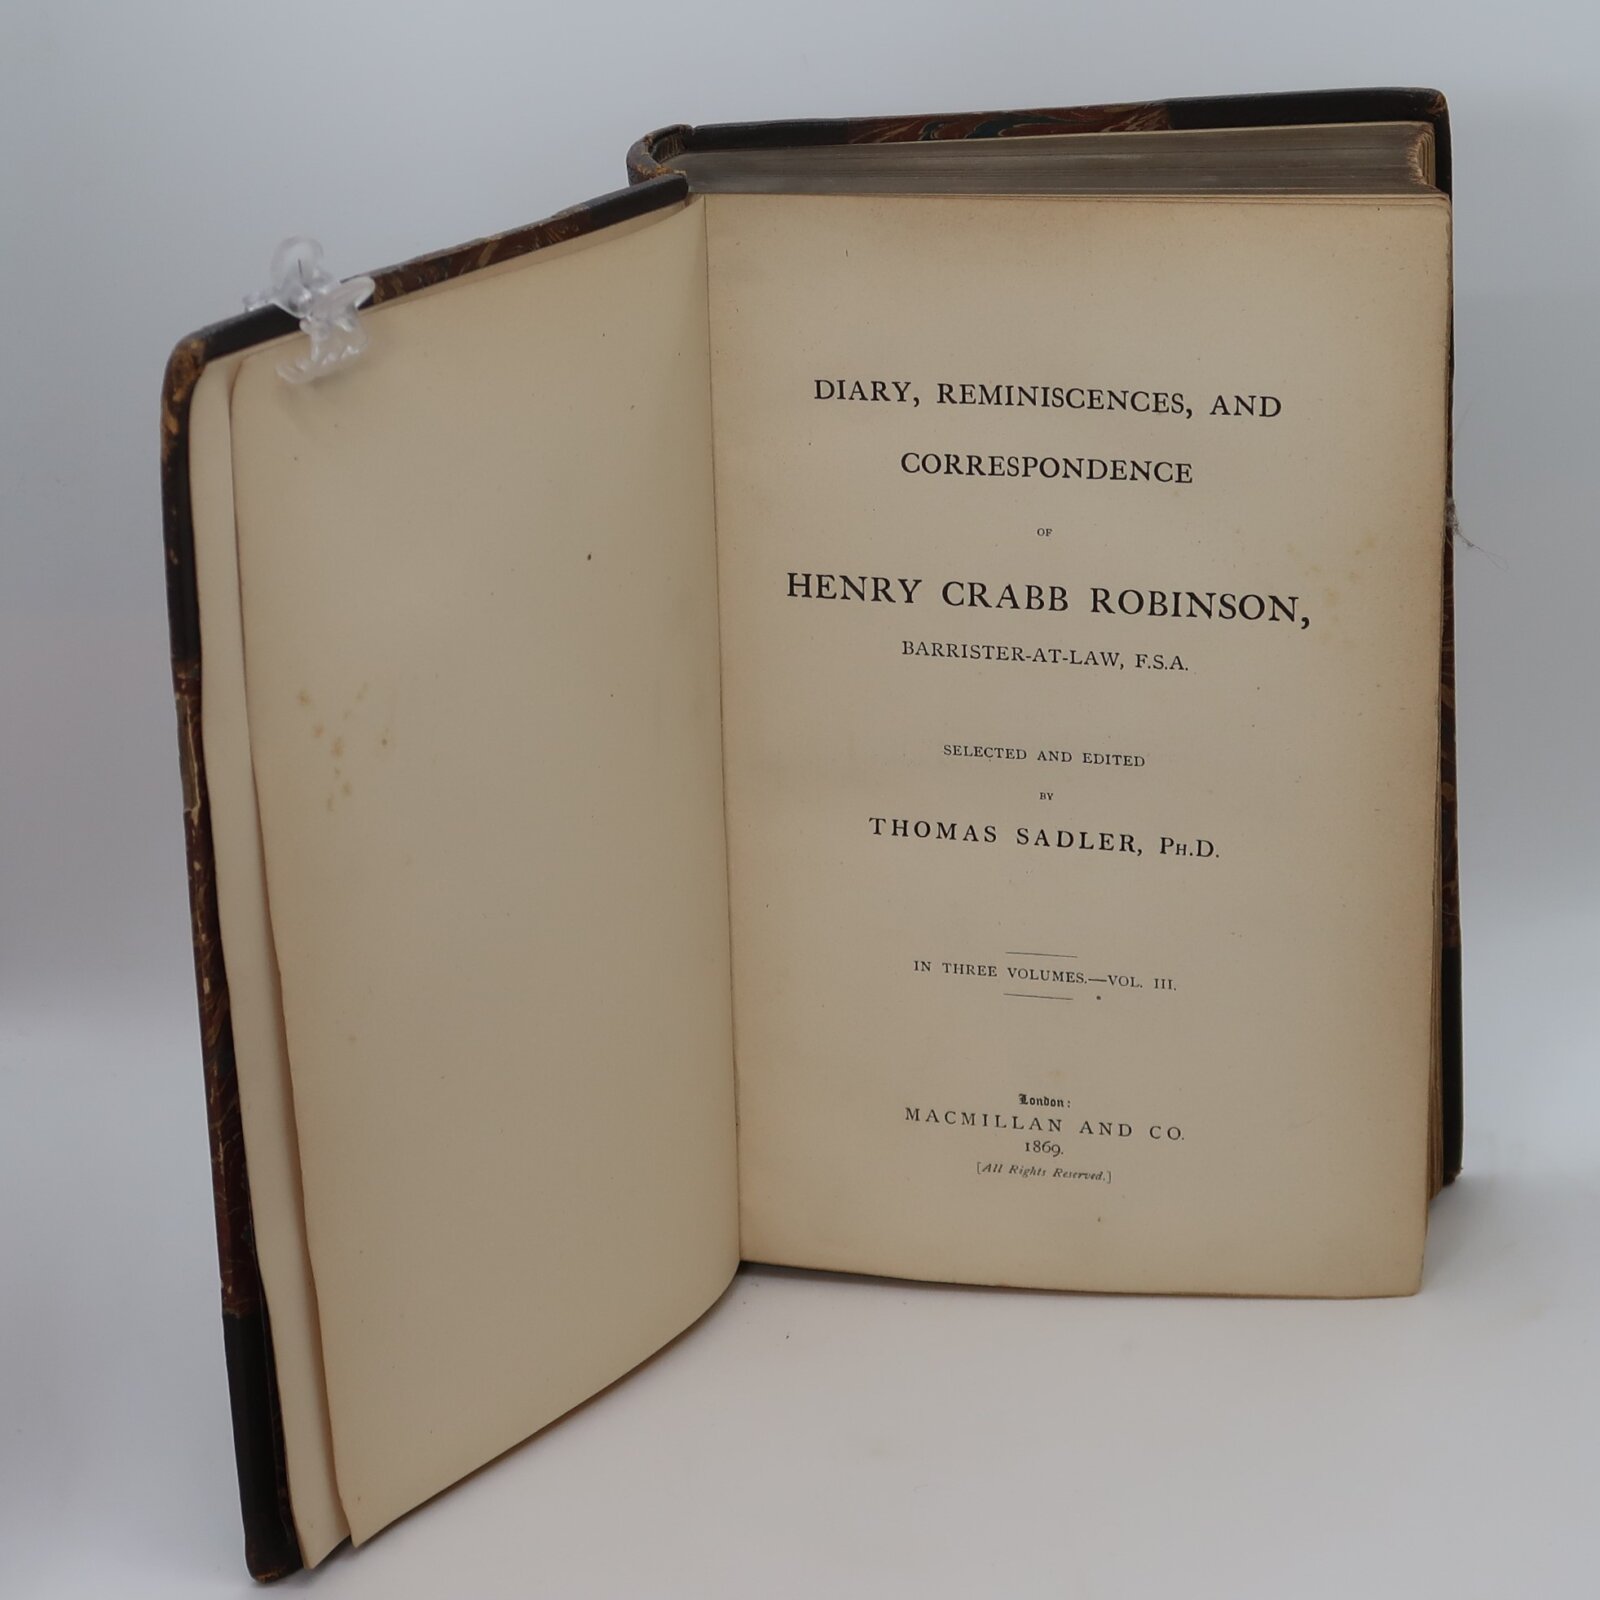 DIARY, REMINISCENCES, AND
CORRESPONDENCE
OF
HENRY CRABB ROBINSON,
BARRISTER-AT-LAW, F.S.A.
SELECTED AND EDITED
BY
THOMAS SADLER, PH.D.
IN THREE VOLUMES.—VOL. III.
London:
MACMILLAN AND CO.
1869.
[All Rights Reserved.]